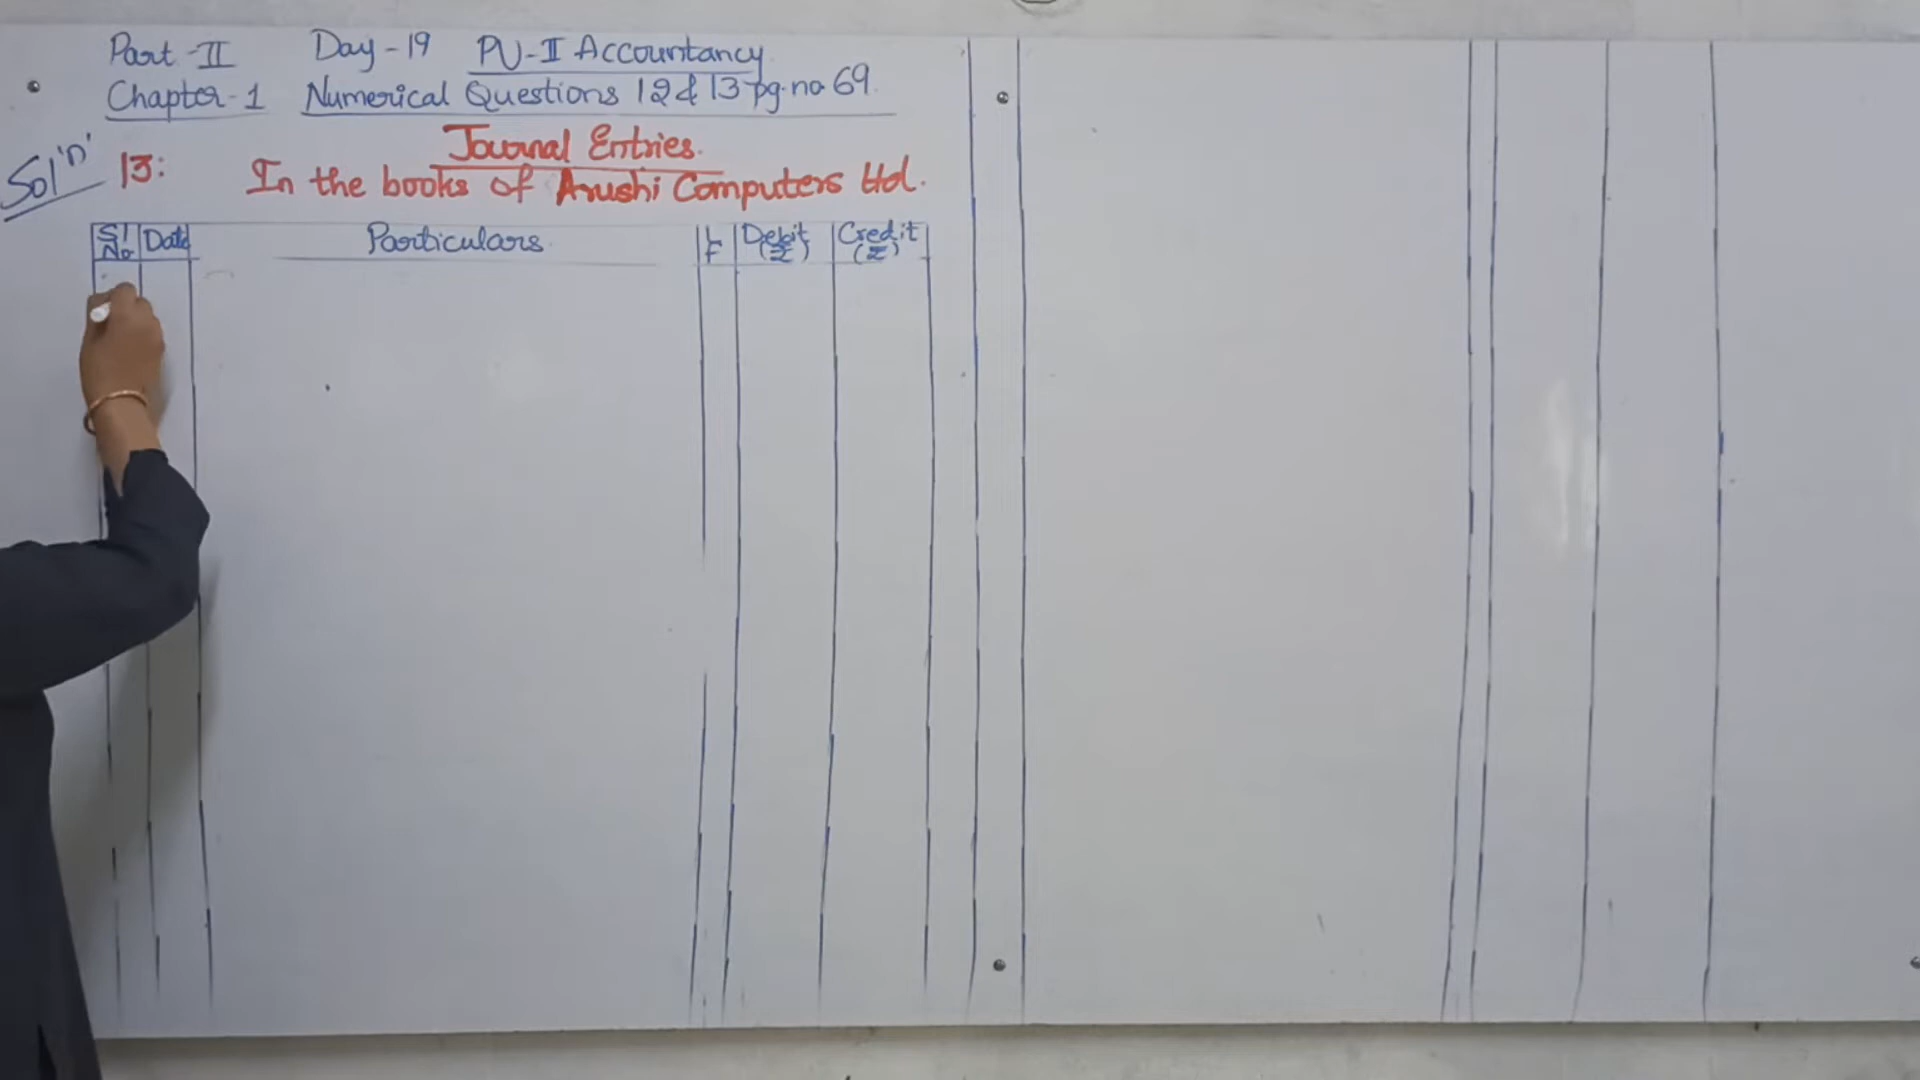 Part-II Day-19 PU-II Accountancy
Chapter-1 Numerical Questions 12 & 13 pg.no 69.
Sol'n' 13: Journal Entries.
In the books of Arushi Computers Ltd.
Sl No Date Particulars L F Debit (₹) Credit (₹)